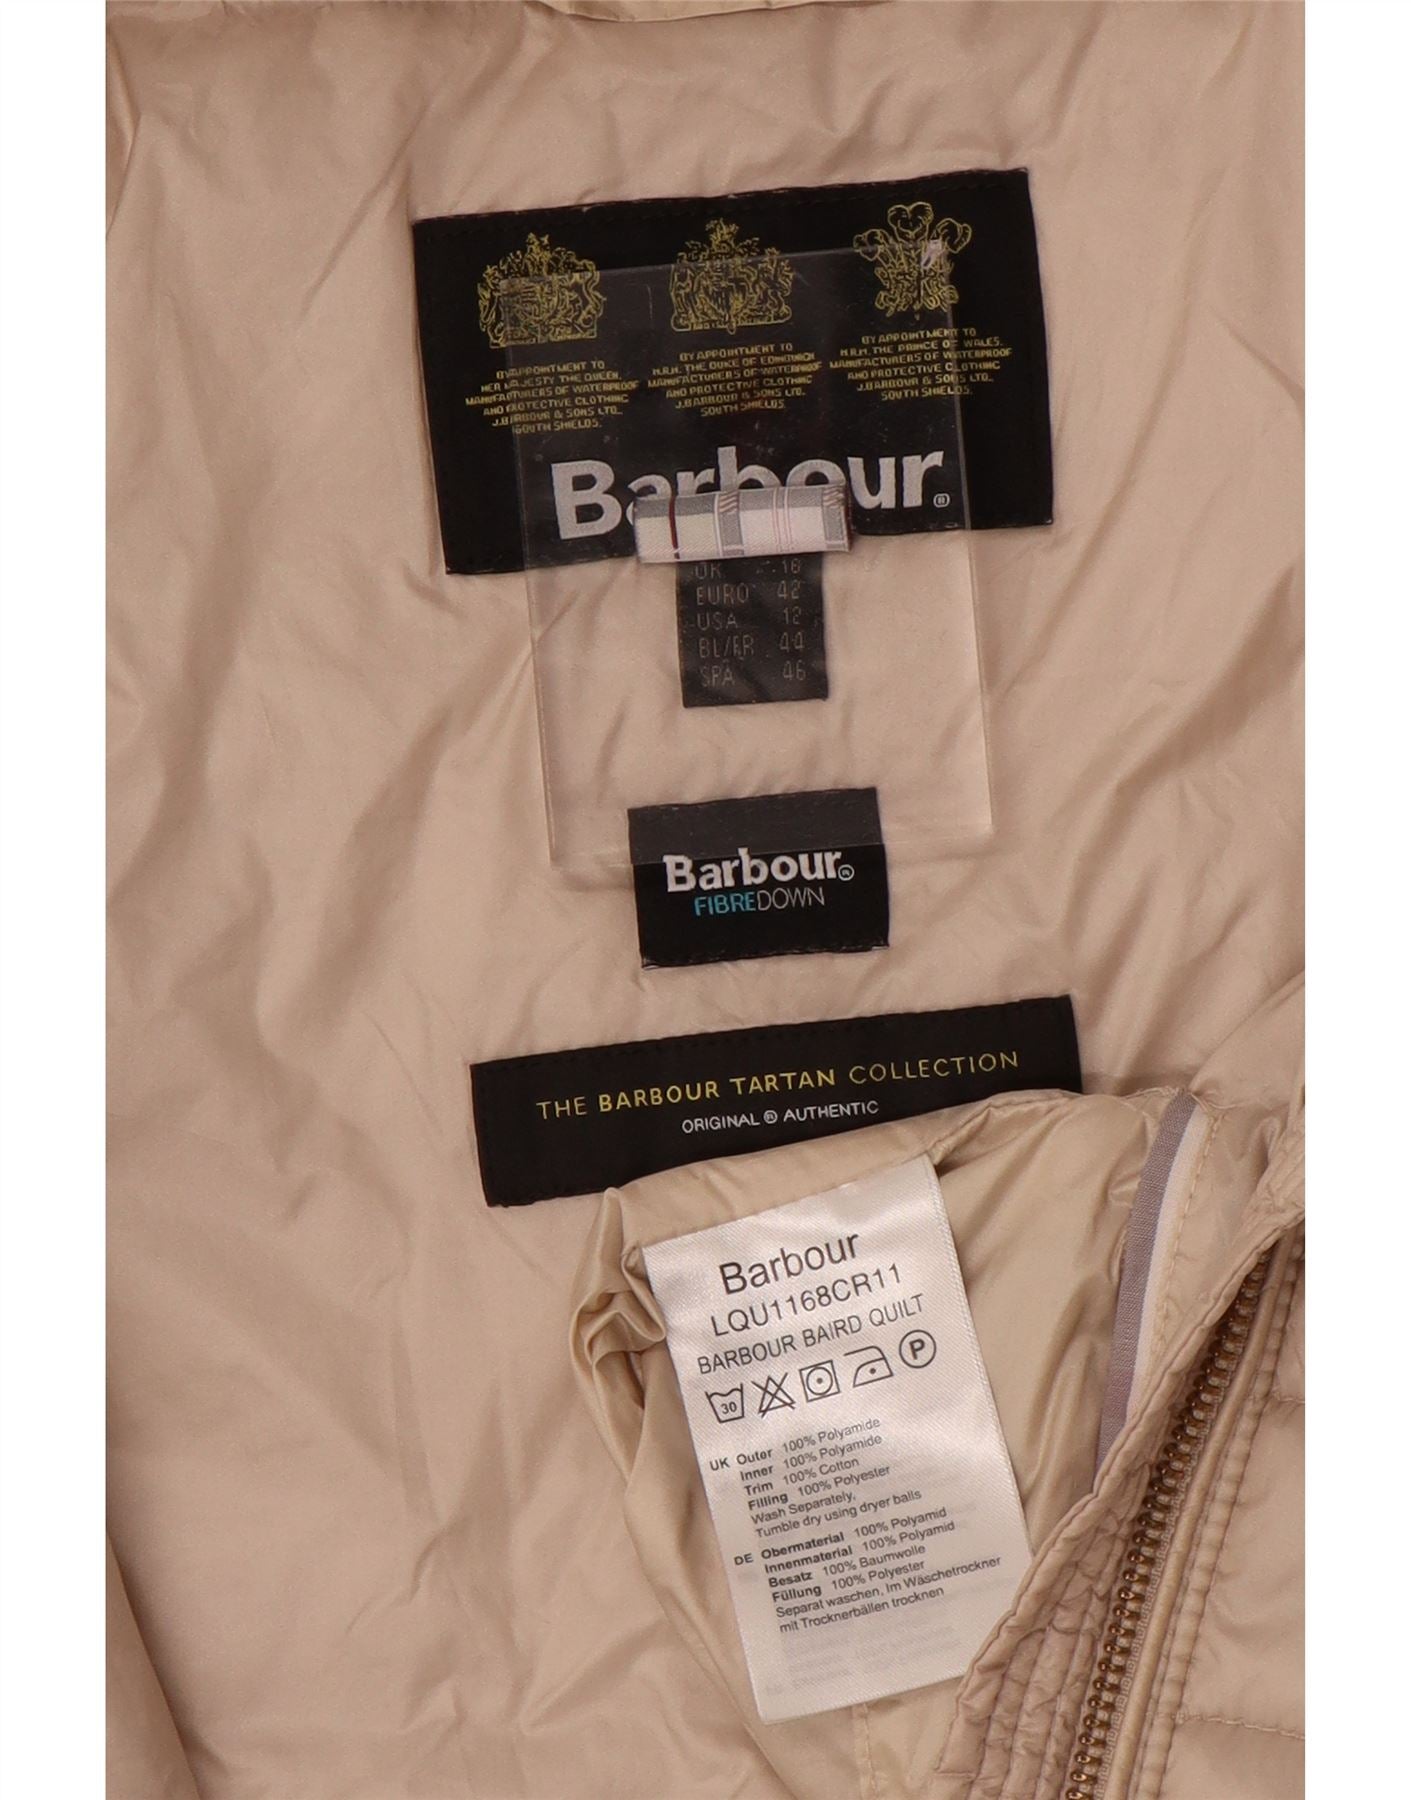 BY APPOINTMENT TO
HER MAJESTY THE QUEEN.
MANUFACTURERS OF WATERPROOF
AND PROTECTIVE CLOTHING
J.BARBOUR & SONS LTD.
SOUTH SHIELDS.
BY APPOINTMENT TO
H.R.H. THE DUKE OF EDINBURGH
MANUFACTURERS OF WATERPROOF
AND PROTECTIVE CLOTHING
J.BARBOUR & SONS LTD.
SOUTH SHIELDS.
BY APPOINTMENT TO
H.R.H. THE PRINCE OF WALES.
MANUFACTURERS OF WATERPROOF
AND PROTECTIVE CLOTHING
J.BARBOUR & SONS LTD.
SOUTH SHIELDS.
Barbour®
UK 16
EURO 42
USA 12
BL/FR 44
SPA 46
Barbour®
FIBREDOWN
THE BARBOUR TARTAN COLLECTION
ORIGINAL ® AUTHENTIC
Barbour
LQU1168CR11
BARBOUR BAIRD QUILT
30 P
UK Outer 100% Polyamide
Inner 100% Polyamide
Trim 100% Cotton
Filling 100% Polyester
Wash Separately,
Tumble dry using dryer balls
DE Obermaterial 100% Polyamid
Innenmaterial 100% Polyamid
Besatz 100% Baumwolle
Füllung 100% Polyester
Separat waschen, Im Wäschetrockner
mit Trocknerbällen trocknen